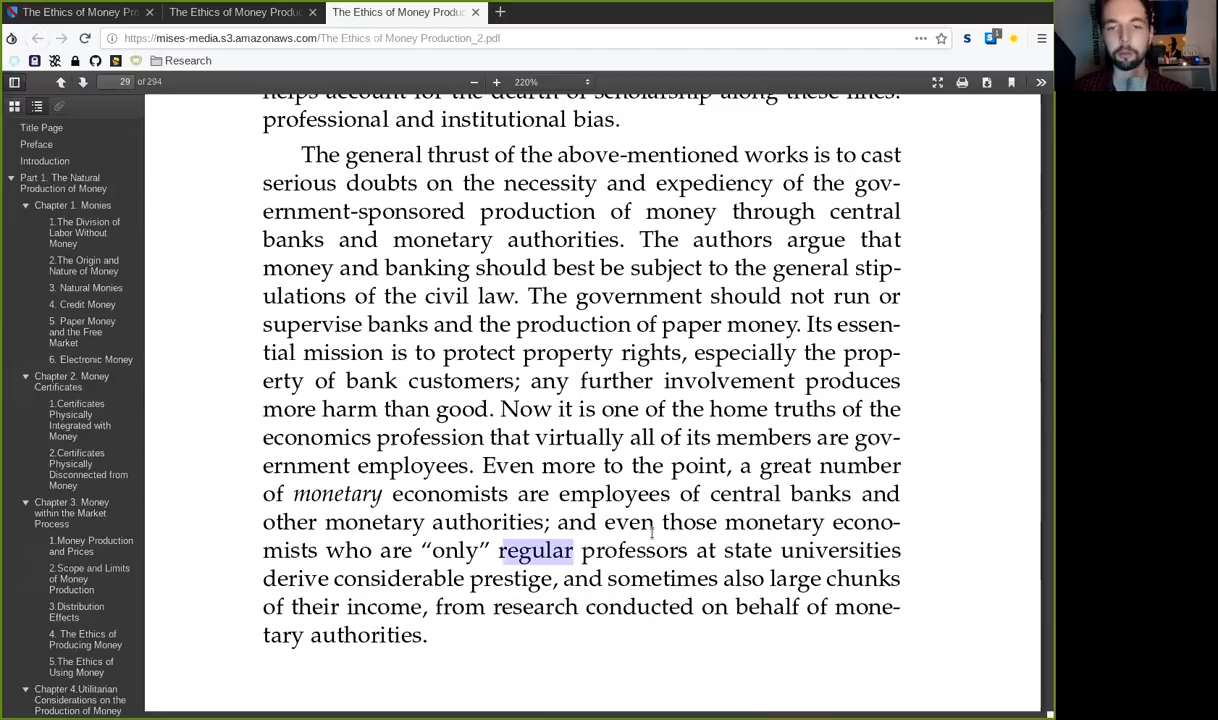 The Ethics of Money Pro
The Ethics of Money Produc
The Ethics of Money Produc
https://mises-media.s3.amazonaws.com/The Ethics of Money Production_2.pdf
S
1
Research
29
of 294
220%
Title Page
Preface
Introduction
Part 1. The Natural
Production of Money
Chapter 1. Monies
1.The Division of
Labor Without
Money
2.The Origin and
Nature of Money
3. Natural Monies
4. Credit Money
5. Paper Money
and the Free
Market
6. Electronic Money
Chapter 2. Money
Certificates
1.Certificates
Physically
Integrated with
Money
2.Certificates
Physically
Disconnected from
Money
Chapter 3. Money
within the Market
Process
1.Money Production
and Prices
2.Scope and Limits
of Money
Production
3.Distribution
Effects
4. The Ethics of
Producing Money
5.The Ethics of
Using Money
Chapter 4.Utilitarian
Considerations on the
Production of Money
helps account for the dearth of scholarship along these lines:
professional and institutional bias.
The general thrust of the above-mentioned works is to cast
serious doubts on the necessity and expediency of the gov-
ernment-sponsored production of money through central
banks and monetary authorities. The authors argue that
money and banking should best be subject to the general stip-
ulations of the civil law. The government should not run or
supervise banks and the production of paper money. Its essen-
tial mission is to protect property rights, especially the prop-
erty of bank customers; any further involvement produces
more harm than good. Now it is one of the home truths of the
economics profession that virtually all of its members are gov-
ernment employees. Even more to the point, a great number
of monetary economists are employees of central banks and
other monetary authorities; and even those monetary econo-
mists who are “only” regular professors at state universities
derive considerable prestige, and sometimes also large chunks
of their income, from research conducted on behalf of mone-
tary authorities.